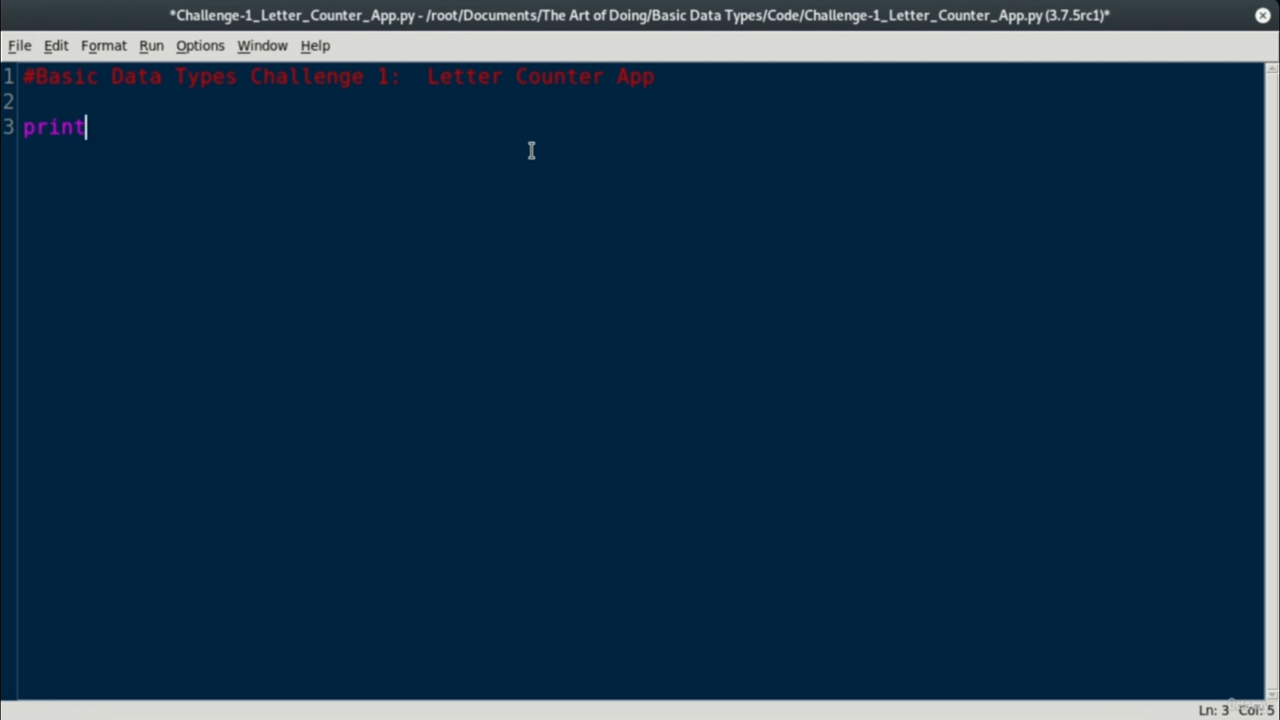 *Challenge-1_Letter_Counter_App.py - /root/Documents/The Art of Doing/Basic Data Types/Code/Challenge-1_Letter_Counter_App.py (3.7.5rc1)*
File Edit Format Run Options Window Help
1 #Basic Data Types Challenge 1:  Letter Counter App
2
3 print
Ln: 3 Col: 5